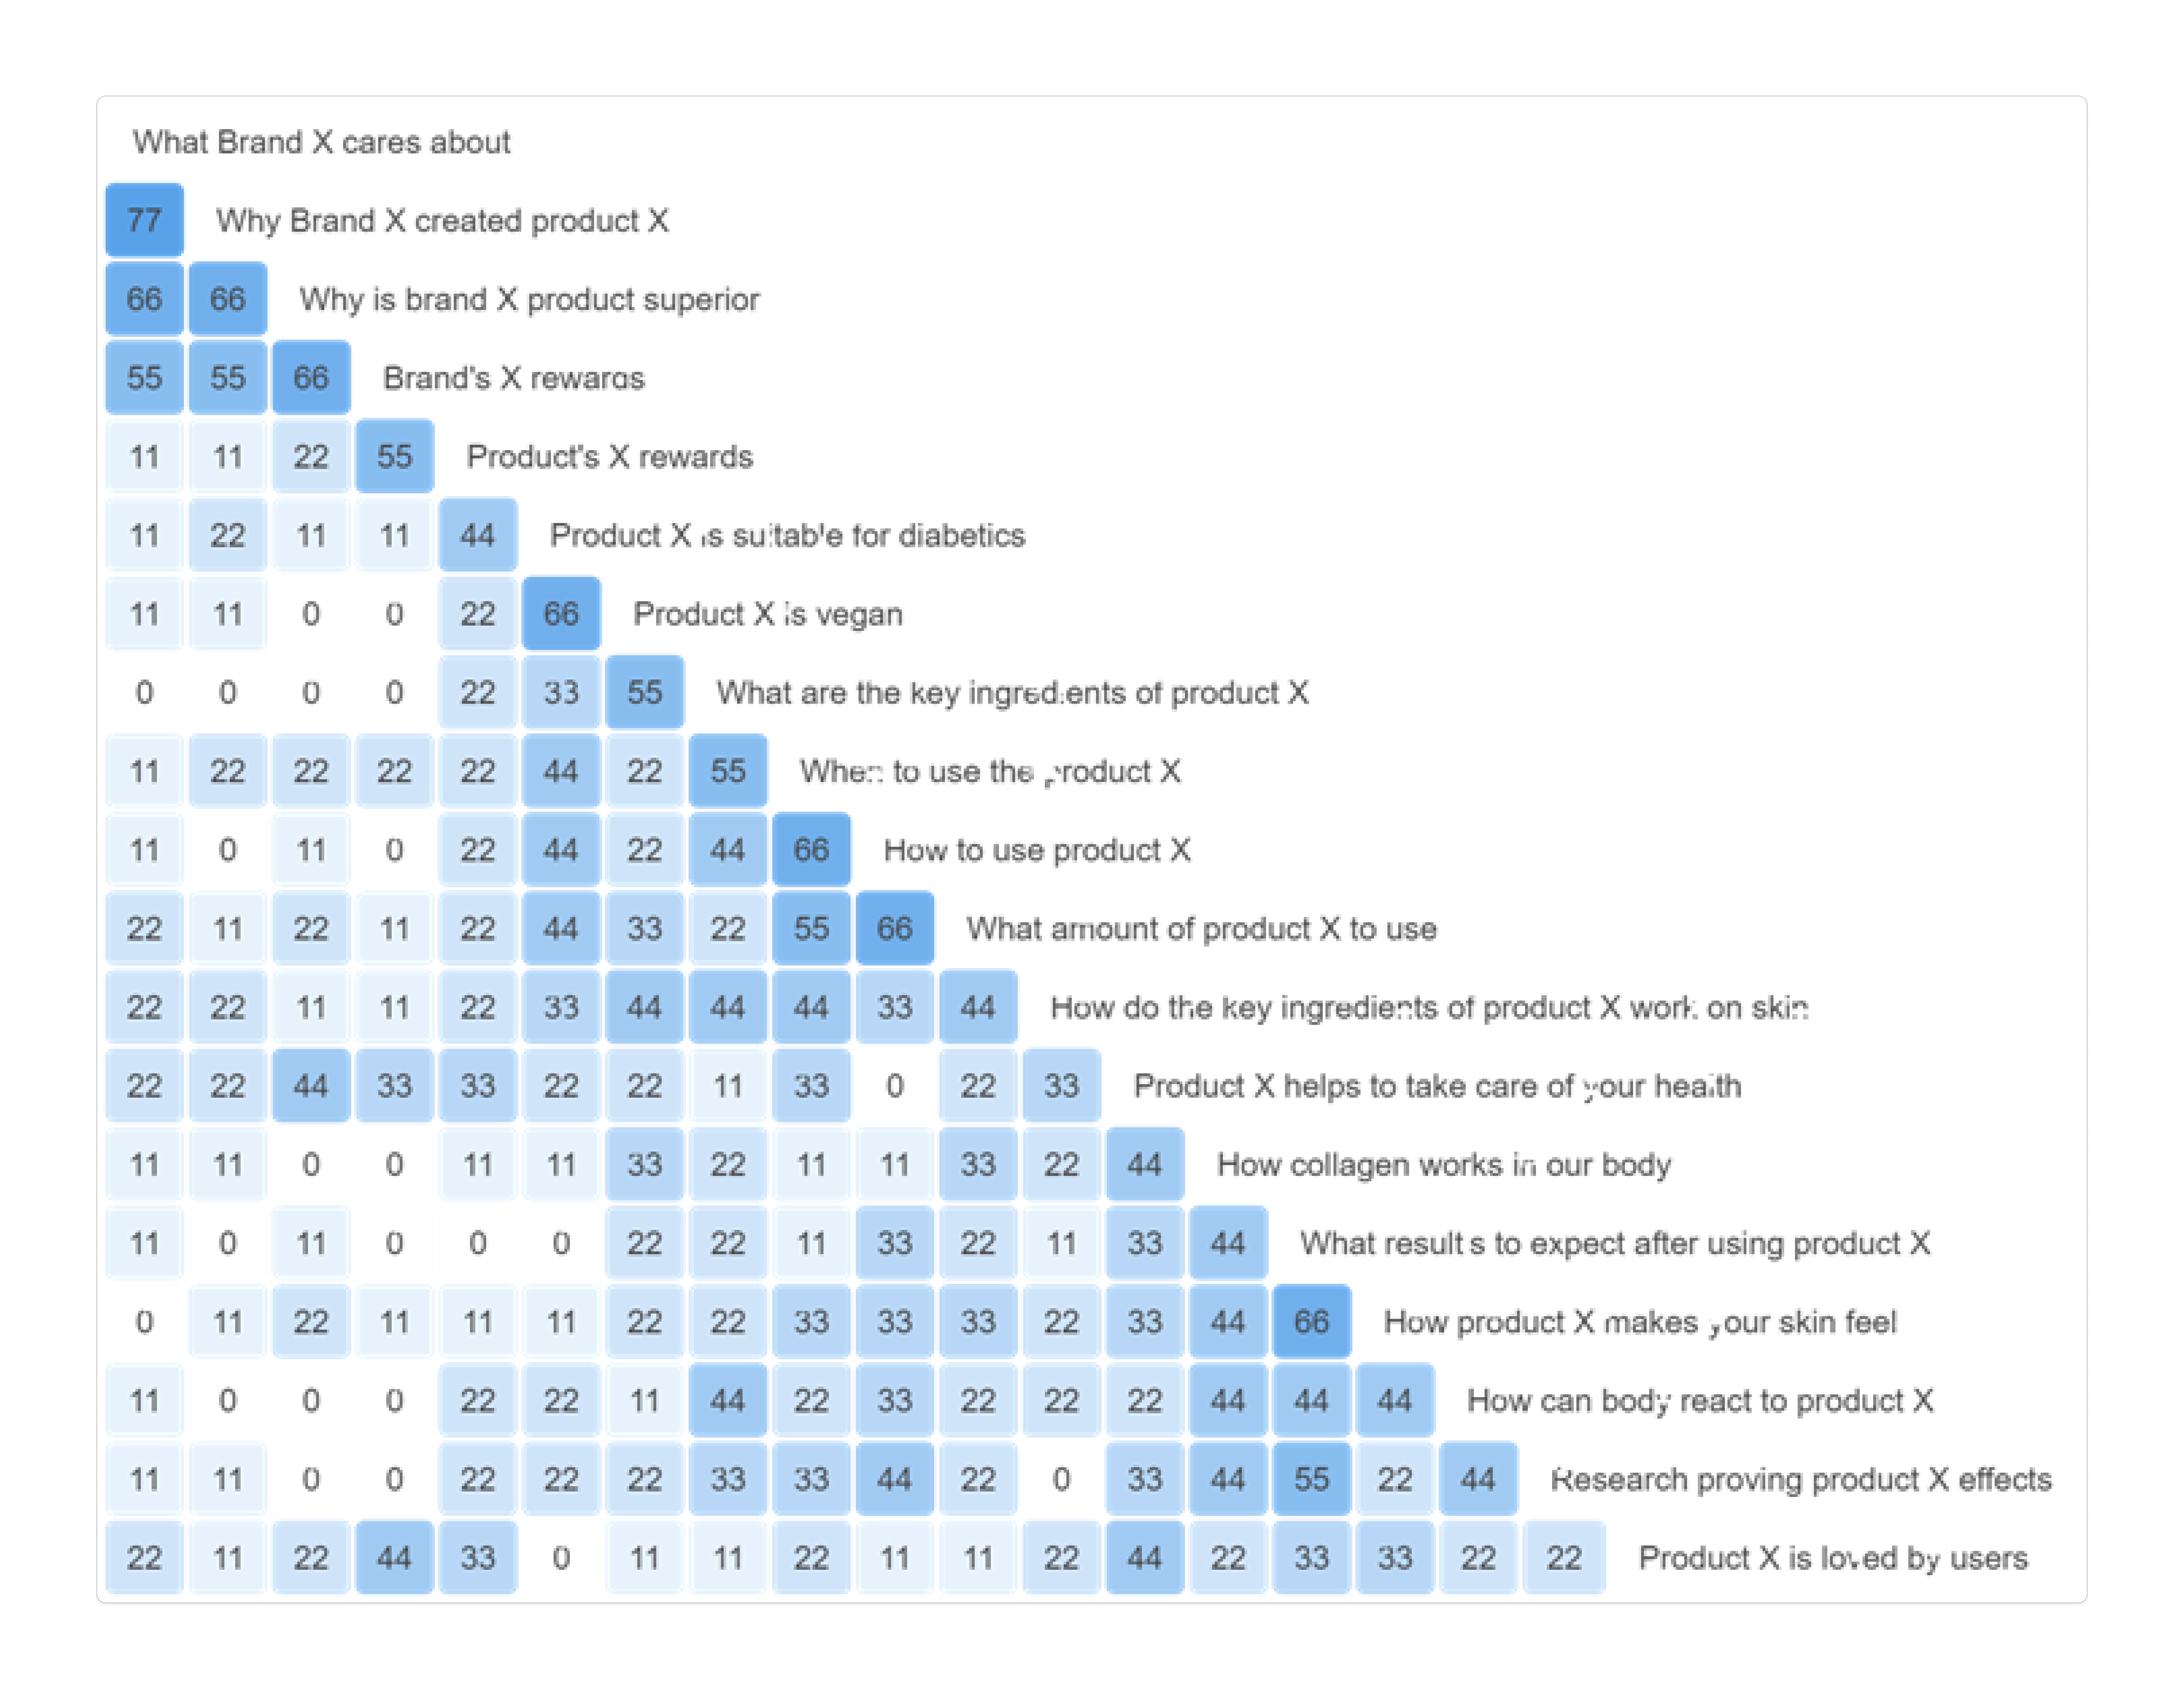 What Brand X cares about
77 Why Brand X created product X
66 66 Why is brand X product superior
55 55 66 Brand's X rewards
11 11 22 55 Product's X rewards
11 22 11 11 44 Product X is suitable for diabetics
11 11 0 0 22 66 Product X is vegan
0 0 0 0 22 33 55 What are the key ingredients of product X
11 22 22 22 22 44 22 55 When to use the product X
11 0 11 0 22 44 22 44 66 How to use product X
22 11 22 11 22 44 33 22 55 66 What amount of product X to use
22 22 11 11 22 33 44 44 44 33 44 How do the key ingredients of product X work on skin
22 22 44 33 33 22 22 11 33 0 22 33 Product X helps to take care of your health
11 11 0 0 11 11 33 22 11 11 33 22 44 How collagen works in our body
11 0 11 0 0 0 22 22 11 33 22 11 33 44 What results to expect after using product X
0 11 22 11 11 11 22 22 33 33 33 22 33 44 66 How product X makes your skin feel
11 0 0 0 22 22 11 44 22 33 22 22 22 44 44 44 How can body react to product X
11 11 0 0 22 22 22 33 33 44 22 0 33 44 55 22 44 Research proving product X effects
22 11 22 44 33 0 11 11 22 11 11 22 44 22 33 33 22 22 Product X is loved by users